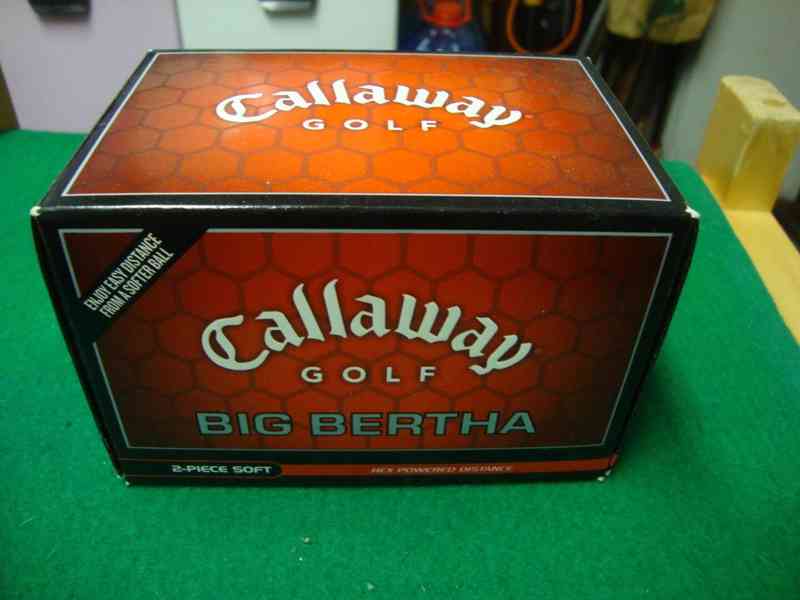 Callaway
GOLF
ENJOY EASY DISTANCE
FROM A SOFTER BALL
Callaway
GOLF
BIG BERTHA
2-PIECE SOFT
HEX POWERED DISTANCE